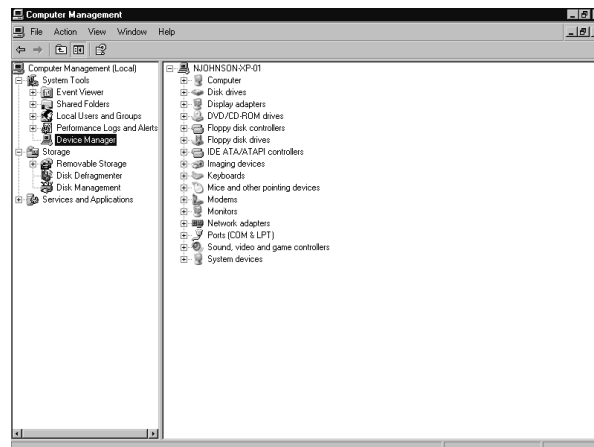 Computer Management
File Action View Window Help
Computer Management (Local)
System Tools
Event Viewer
Shared Folders
Local Users and Groups
Performance Logs and Alerts
Device Manager
Storage
Removable Storage
Disk Defragmenter
Disk Management
Services and Applications
NJOHNSON-XP-01
Computer
Disk drives
Display adapters
DVD/CD-ROM drives
Floppy disk controllers
Floppy disk drives
IDE ATA/ATAPI controllers
Imaging devices
Keyboards
Mice and other pointing devices
Modems
Monitors
Network adapters
Ports (COM & LPT)
Sound, video and game controllers
System devices